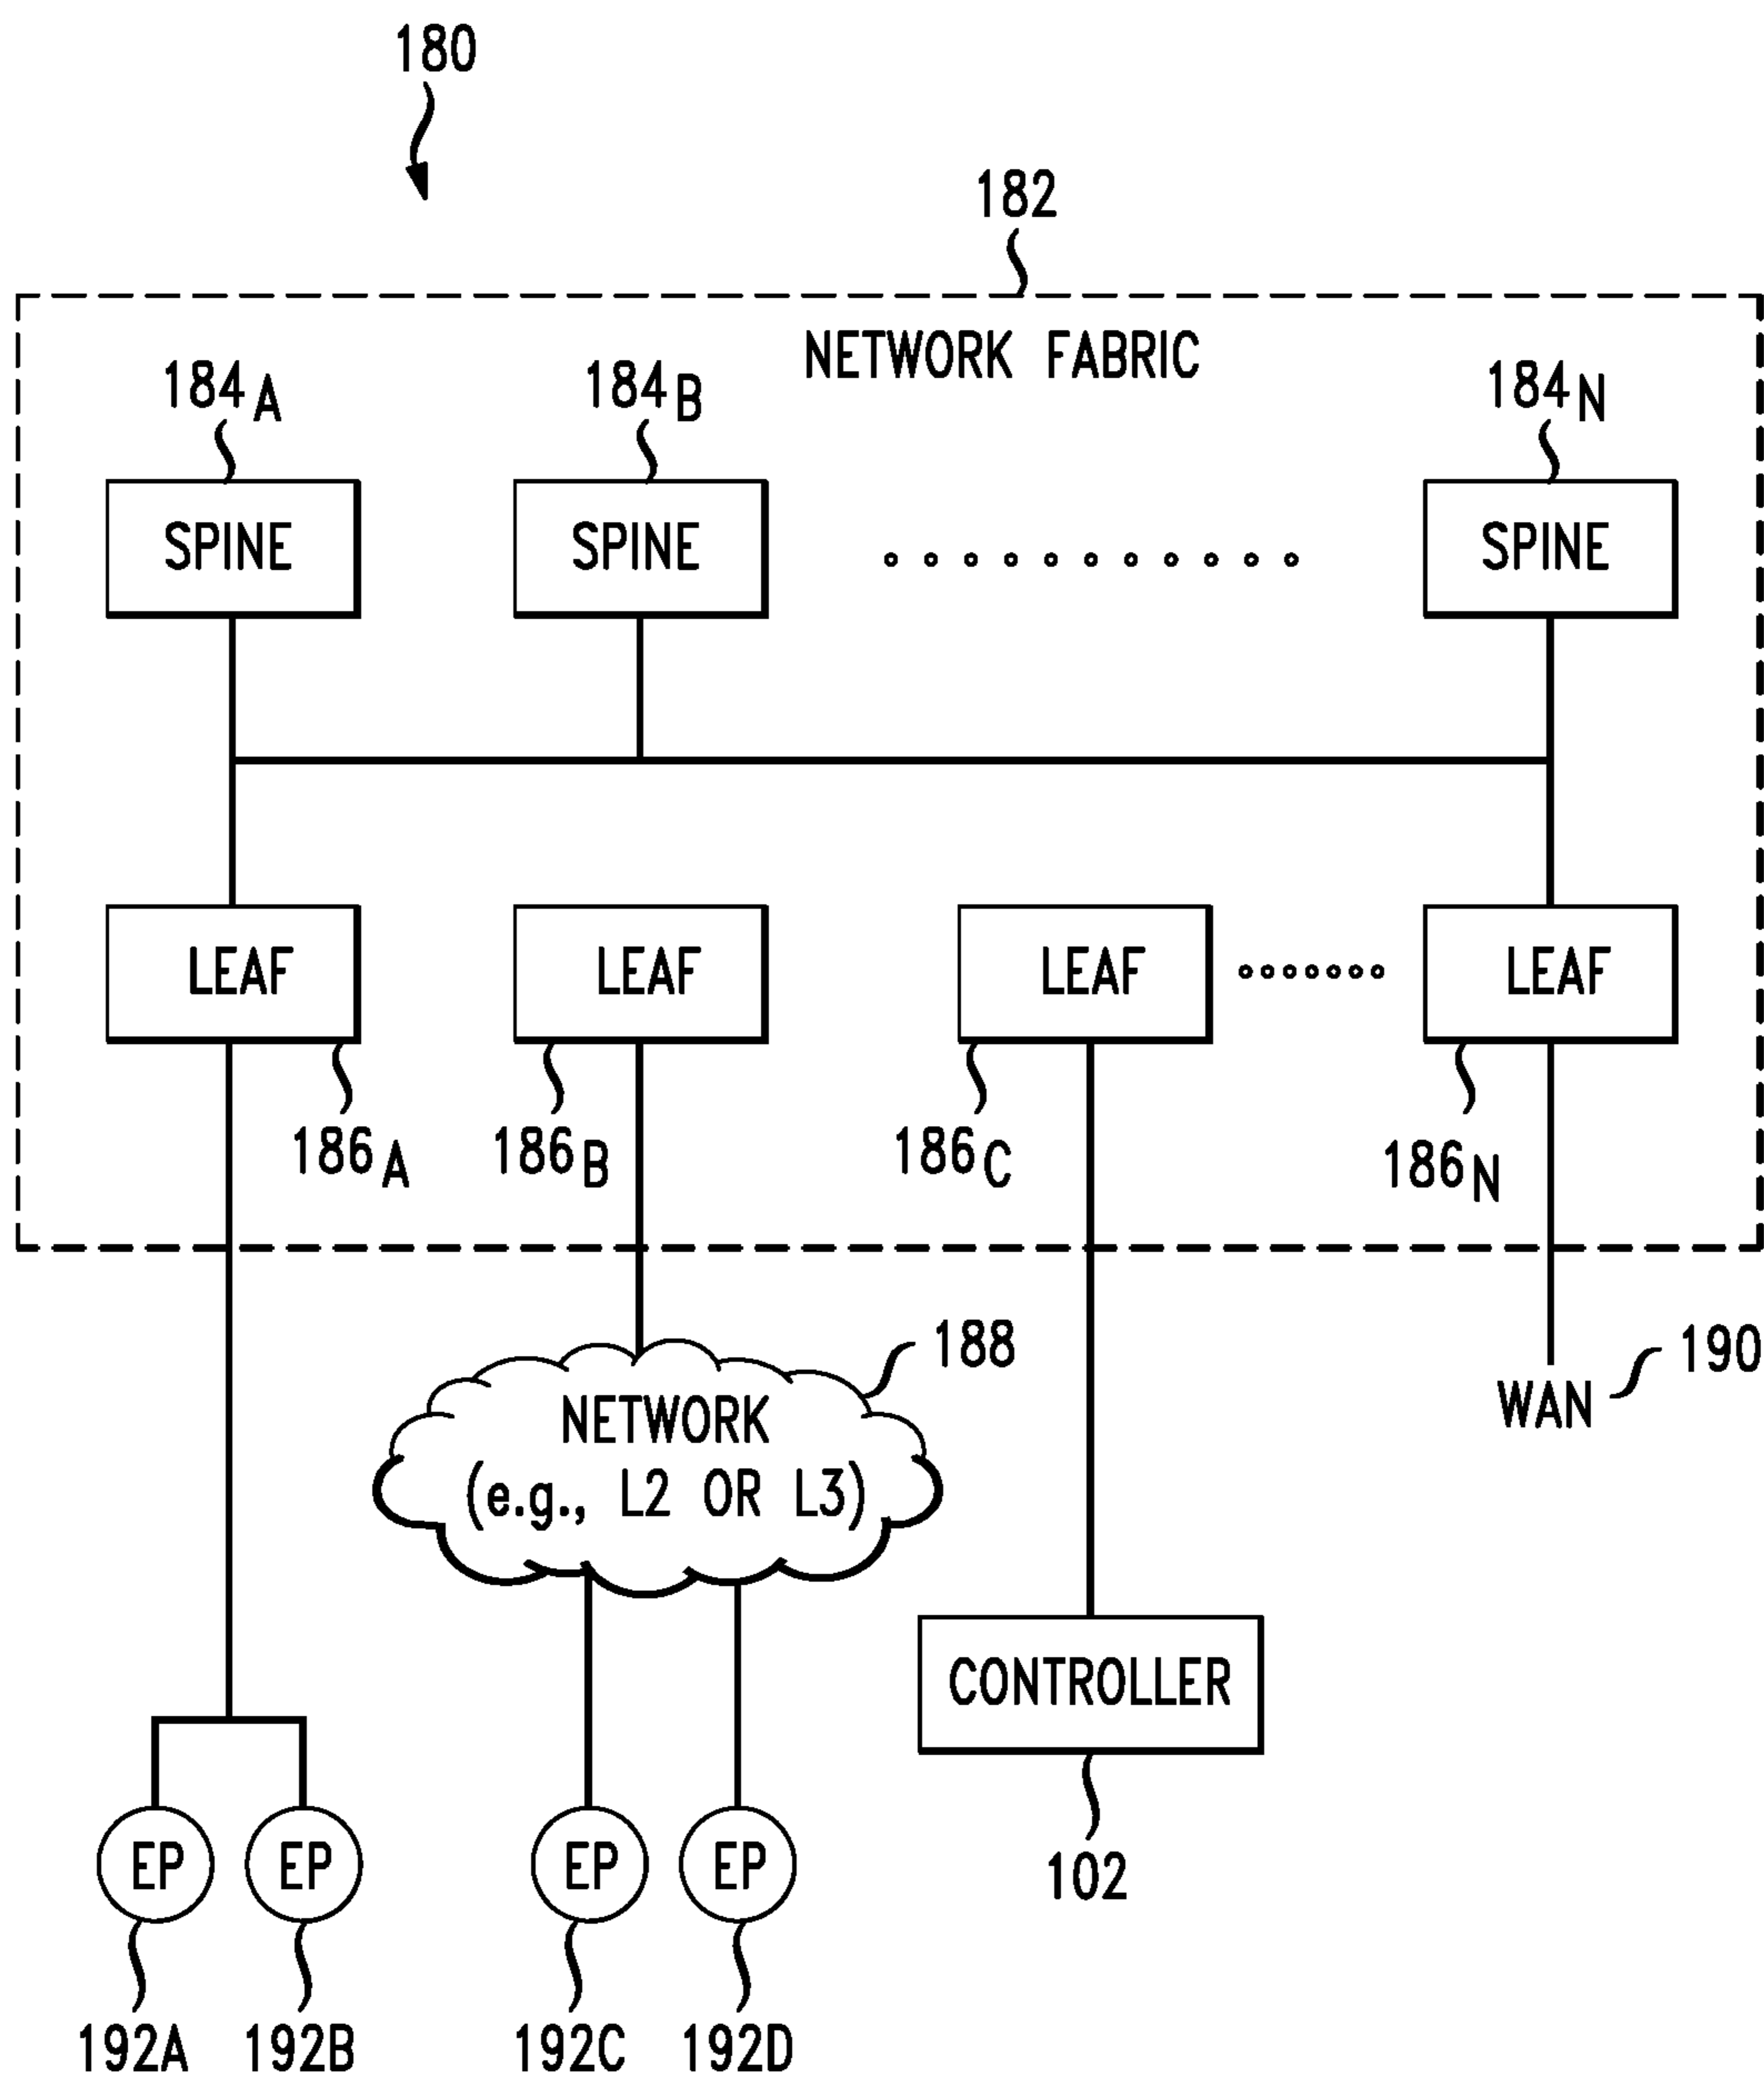 180
182
NETWORK FABRIC
184A 184B 184N
SPINE SPINE SPINE
LEAF LEAF LEAF LEAF
186A 186B 186C 186N
188
190
NETWORK
WAN
(e.g., L2 OR L3)
CONTROLLER
EP EP EP EP
102
192A 192B 192C 192D